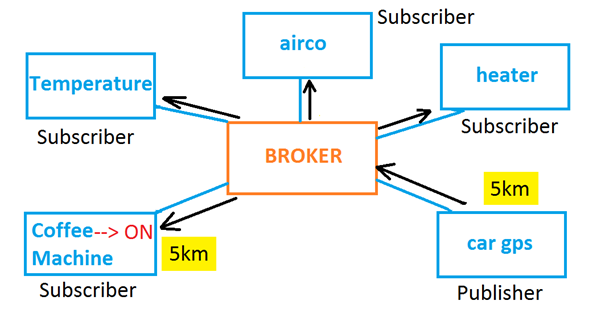 Subscriber
airco
Temperature
heater
Subscriber
Subscriber
BROKER
5km
Coffee--> ON
Machine
5km
car gps
Subscriber
Publisher